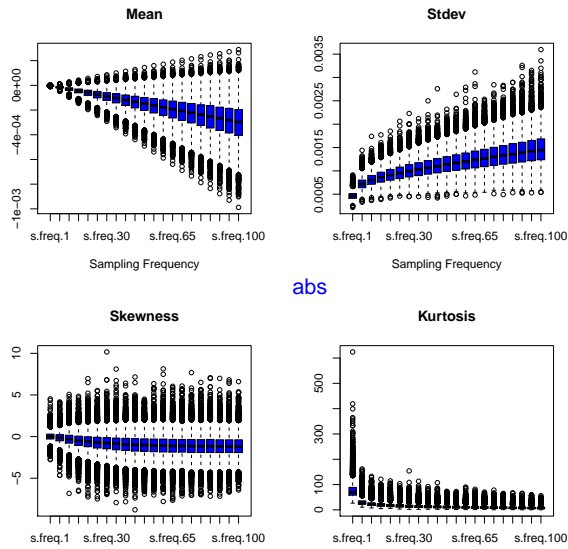 Mean
0e+00
−4e−04
−1e−03
s.freq.1 s.freq.30 s.freq.65 s.freq.100
Sampling Frequency
Stdev
0.0035
0.0025
0.0015
0.0005
s.freq.1 s.freq.30 s.freq.65 s.freq.100
Sampling Frequency
abs
Skewness
10
5
0
−5
s.freq.1 s.freq.30 s.freq.65 s.freq.100
Kurtosis
500
300
100
0
s.freq.1 s.freq.30 s.freq.65 s.freq.100